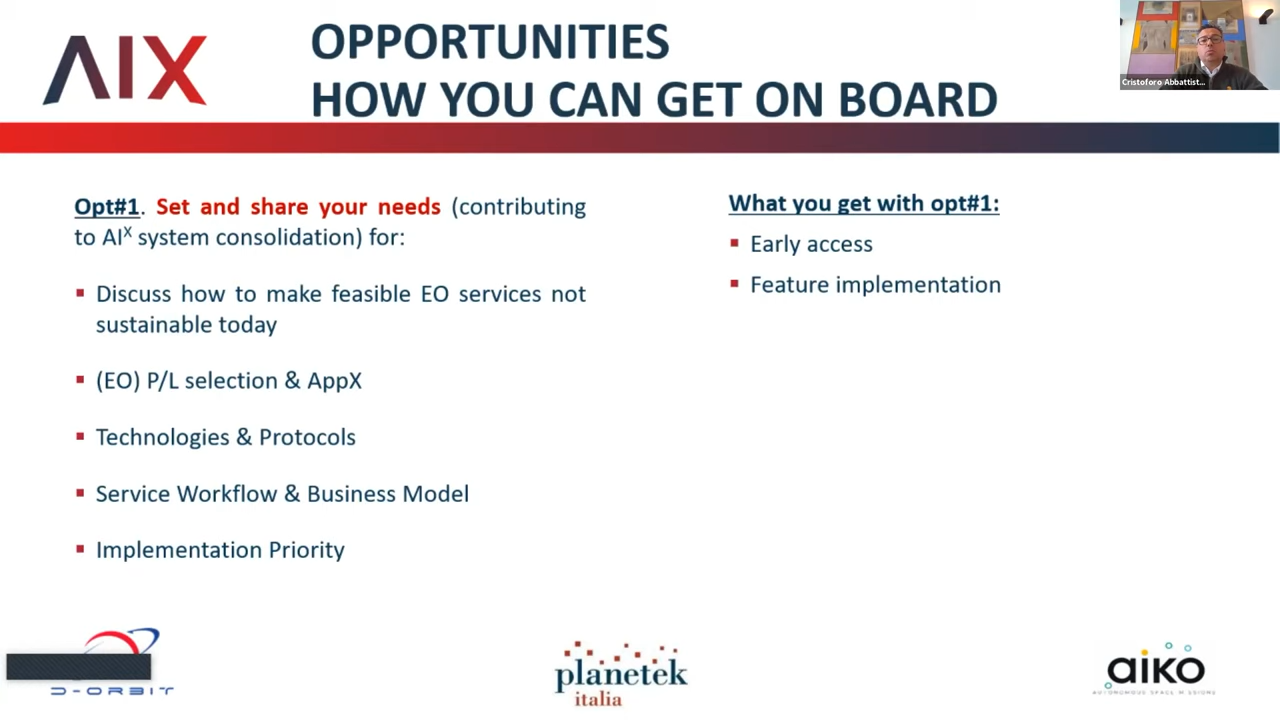 AIX
OPPORTUNITIES
HOW YOU CAN GET ON BOARD
Cristoforo Abbattist...
Opt#1. Set and share your needs (contributing
to AIX system consolidation) for:
Discuss how to make feasible EO services not
sustainable today
(EO) P/L selection & AppX
Technologies & Protocols
Service Workflow & Business Model
Implementation Priority
What you get with opt#1:
Early access
Feature implementation
D-ORBIT
planetek
italia
aiko
AUTONOMOUS SPACE MISSIONS